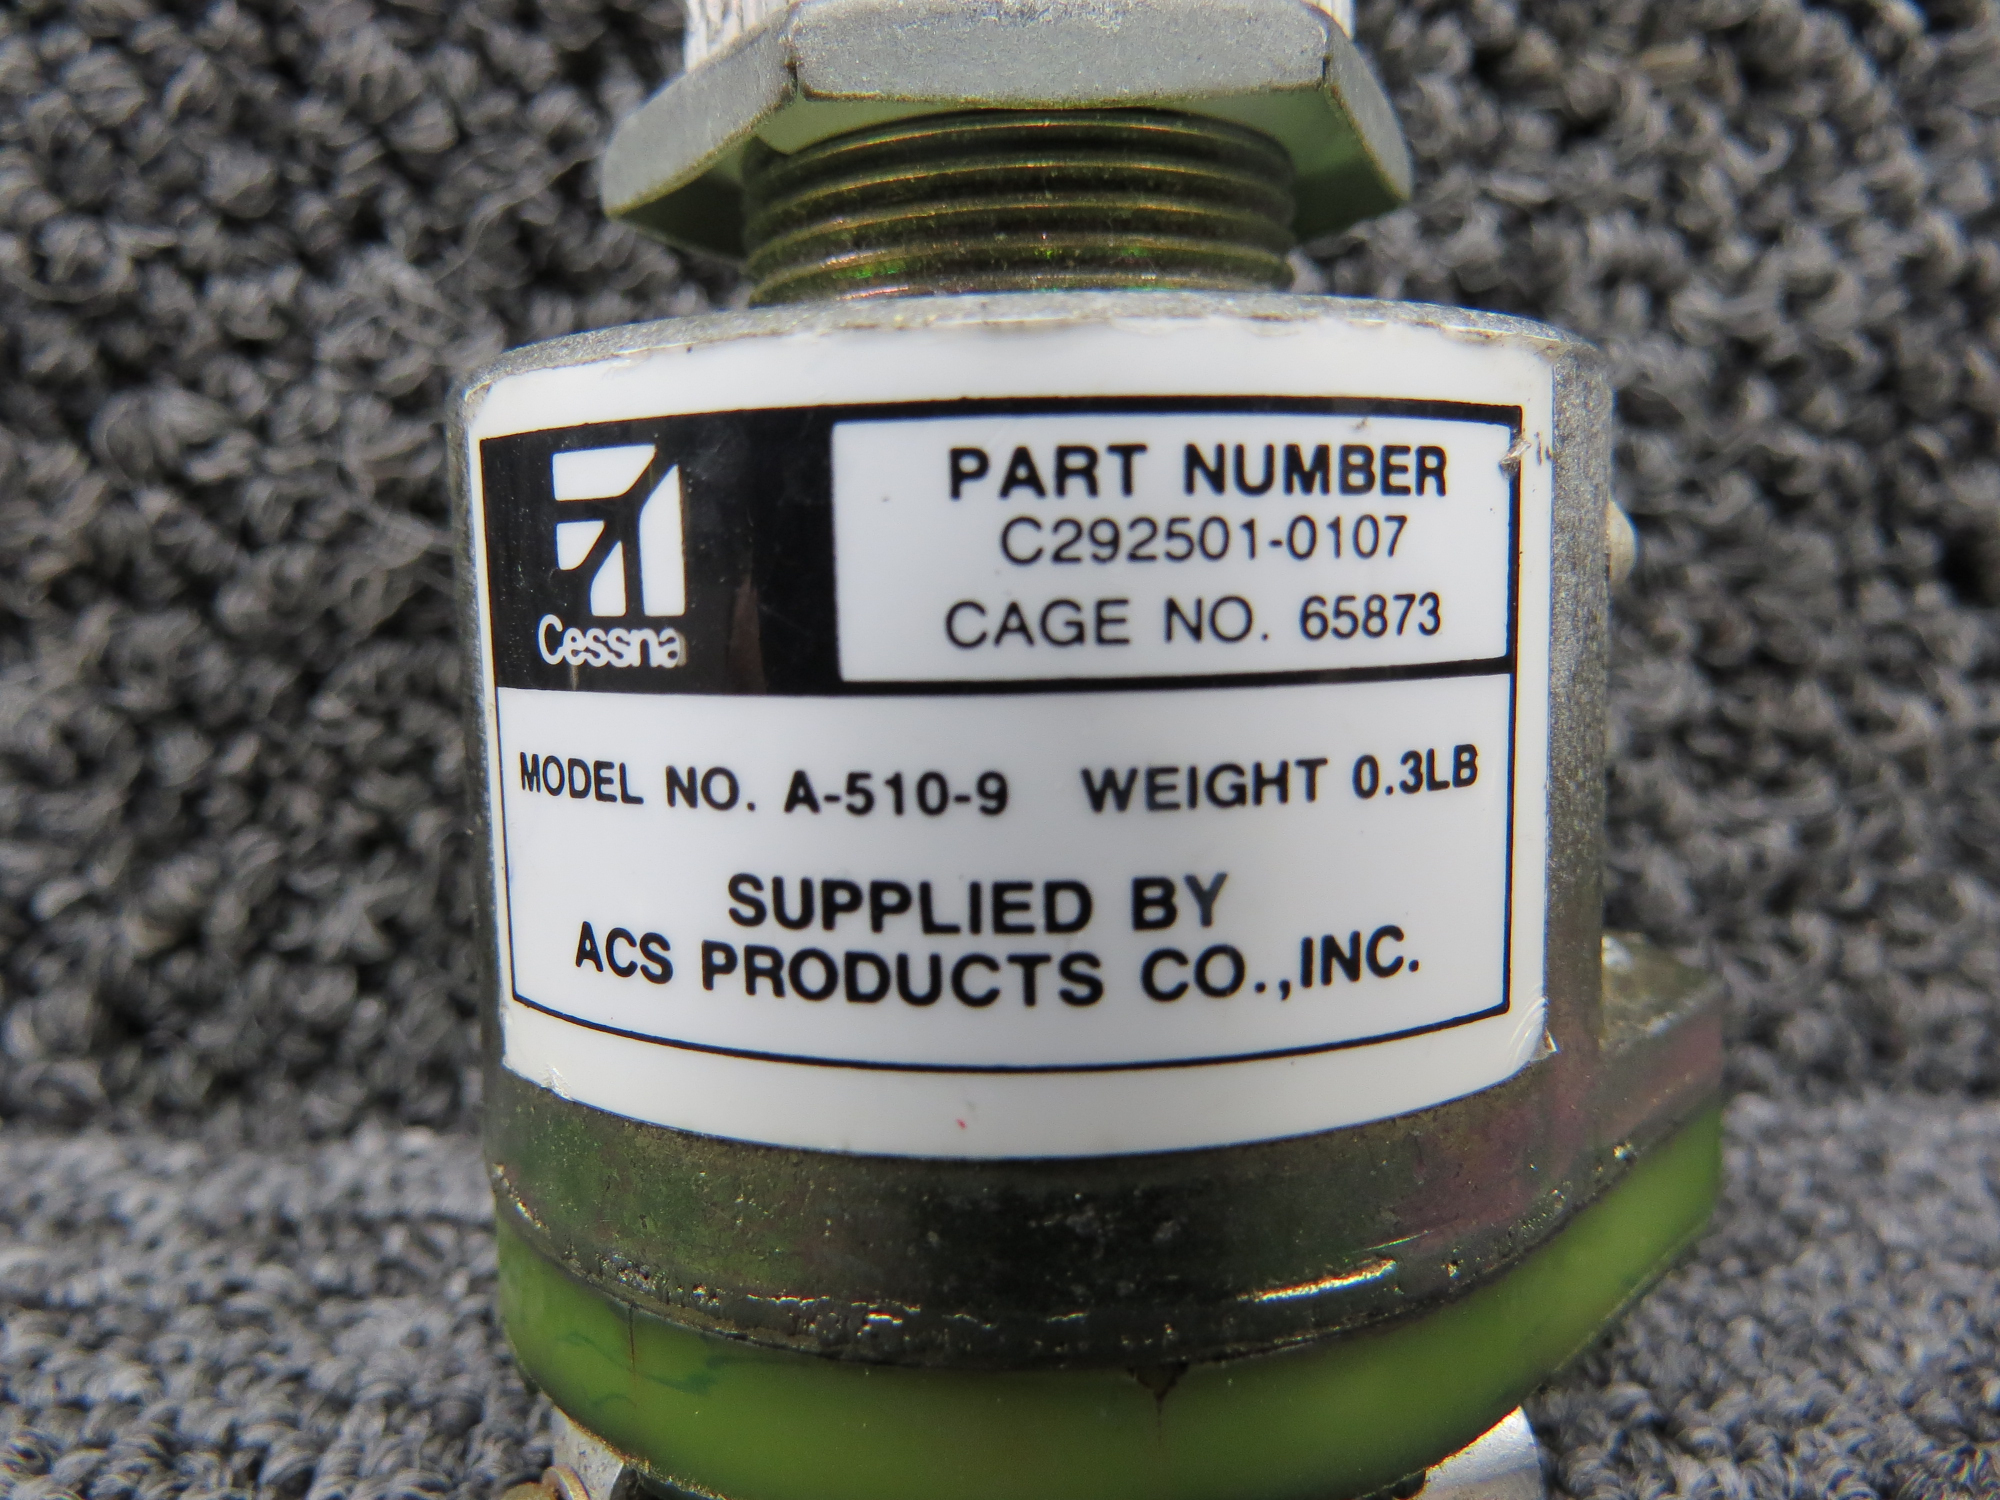 Cessna
PART NUMBER
C292501-0107
CAGE NO. 65873
MODEL NO. A-510-9 WEIGHT 0.3LB
SUPPLIED BY
ACS PRODUCTS CO.,INC.